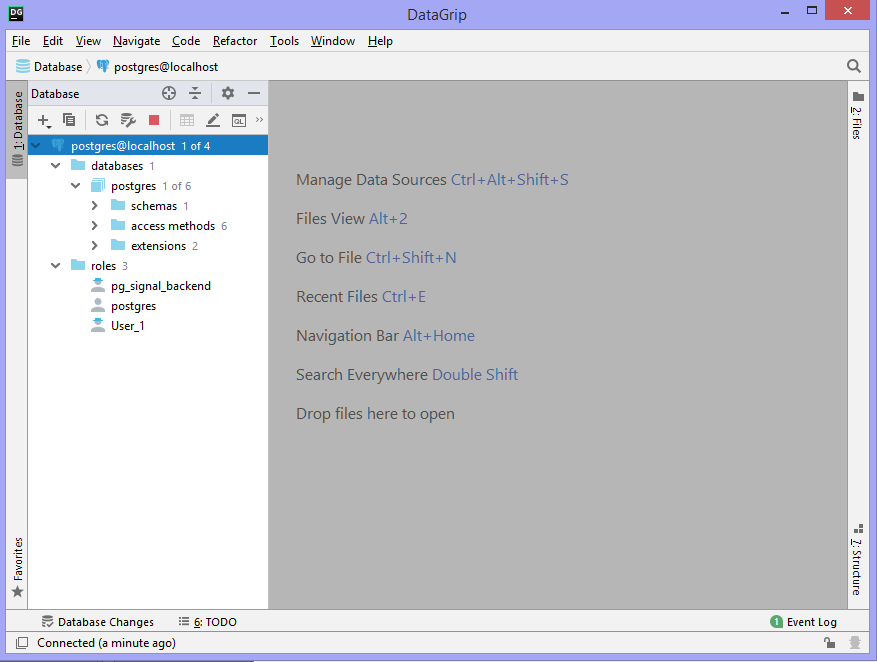 DG
DataGrip
File Edit View Navigate Code Refactor Tools Window Help
Database postgres@localhost
1: Database
Database
QL
postgres@localhost 1 of 4
databases 1
postgres 1 of 6
schemas 1
access methods 6
extensions 2
roles 3
pg_signal_backend
postgres
User_1
Manage Data Sources Ctrl+Alt+Shift+S
Files View Alt+2
Go to File Ctrl+Shift+N
Recent Files Ctrl+E
Navigation Bar Alt+Home
Search Everywhere Double Shift
Drop files here to open
2: Files
7: Structure
Favorites
Database Changes 6: TODO 1 Event Log
Connected (a minute ago)